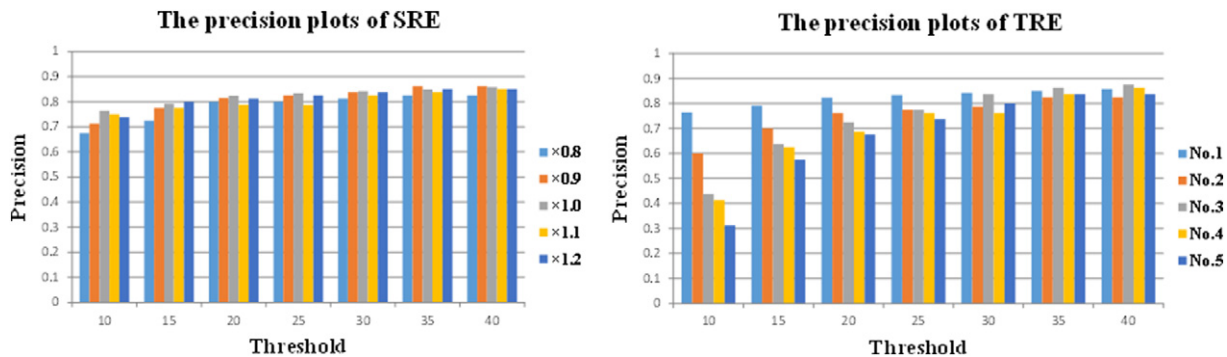 The precision plots of SRE
Precision
1
0.9
0.8
0.7
0.6
0.5
0.4
0.3
0.2
0.1
0
10 15 20 25 30 35 40
Threshold
×0.8
×0.9
×1.0
×1.1
×1.2
The precision plots of TRE
Precision
1
0.9
0.8
0.7
0.6
0.5
0.4
0.3
0.2
0.1
0
10 15 20 25 30 35 40
Threshold
No.1
No.2
No.3
No.4
No.5